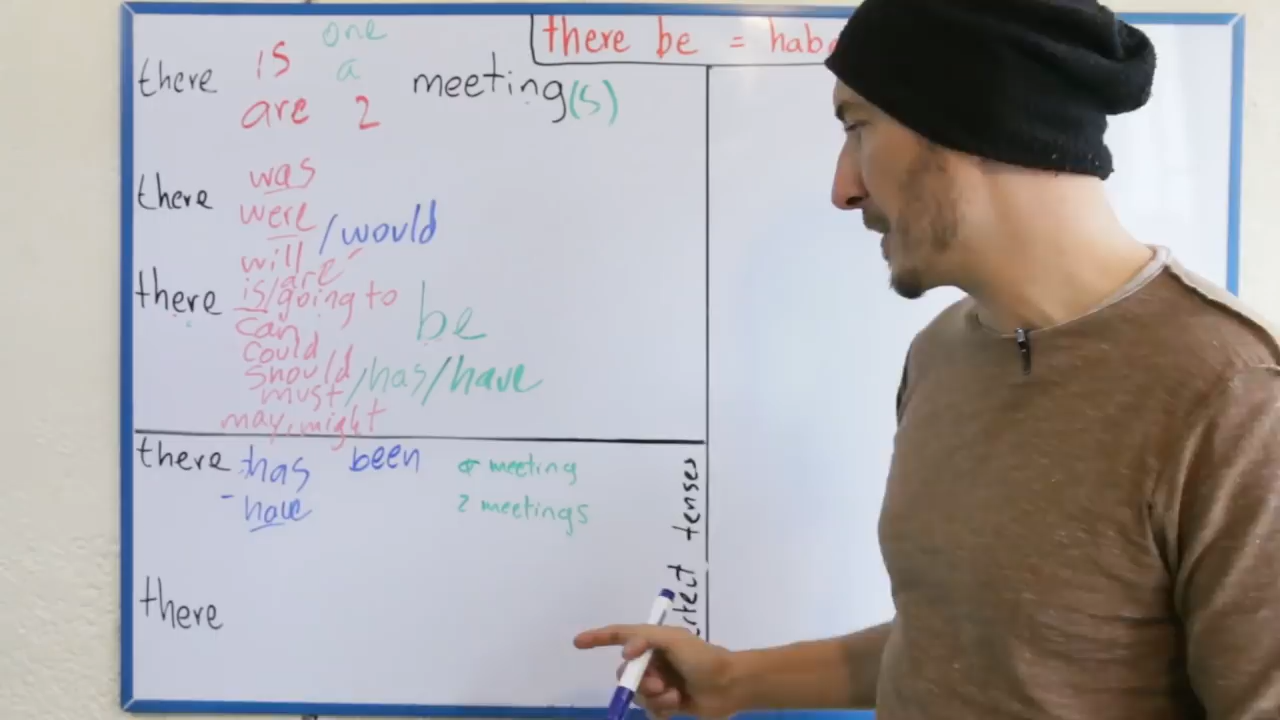 there be = hab
one
there is a meeting(s)
are 2
there was
were
will /would
there is/are going to be
can
could
should /has/have
must
may, might
there has been a meeting
- have 2 meetings
there
tenses